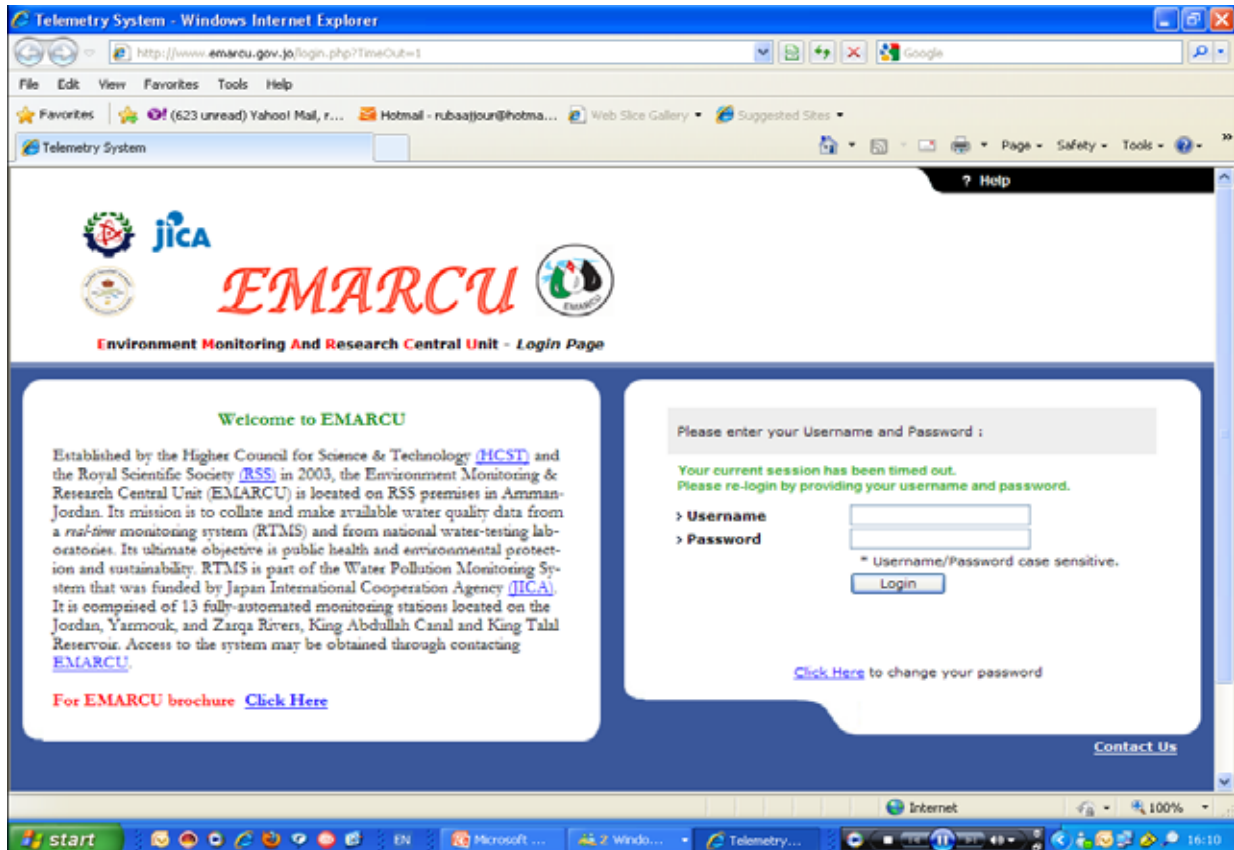 Telemetry System - Windows Internet Explorer
http://www.emarcu.gov.jo/login.php?TimeOut=1
Google
File Edit View Favorites Tools Help
Favorites (623 unread) Yahoo! Mail, r... Hotmail - rubaajjour@hotma... Web Slice Gallery Suggested Sites
Telemetry System Page Safety Tools »
? Help
jICA
EMARCU
EMARCU
Environment Monitoring And Research Central Unit - Login Page
Welcome to EMARCU
Established by the Higher Council for Science & Technology (HCST) and
the Royal Scientific Society (RSS) in 2003, the Environment Monitoring &
Research Central Unit (EMARCU) is located on RSS premises in Amman-
Jordan. Its mission is to collate and make available water quality data from
a real-time monitoring system (RTMS) and from national water-testing lab-
oratories. Its ultimate objective is public health and environmental protect-
ion and sustainability. RTMS is part of the Water Pollution Monitoring Sy-
stem that was funded by Japan International Cooperation Agency (JICA).
It is comprised of 13 fully-automated monitoring stations located on the
Jordan, Yarmouk, and Zarqa Rivers, King Abdullah Canal and King Talal
Reservoir. Access to the system may be obtained through contacting
EMARCU.
For EMARCU brochure Click Here
Please enter your Username and Password :
Your current session has been timed out.
Please re-login by providing your username and password.
› Username
› Password
* Username/Password case sensitive.
Login
Click Here to change your password
Contact Us
Internet 100%
start EN Microsoft ... 2 Windo... Telemetry... 16:10